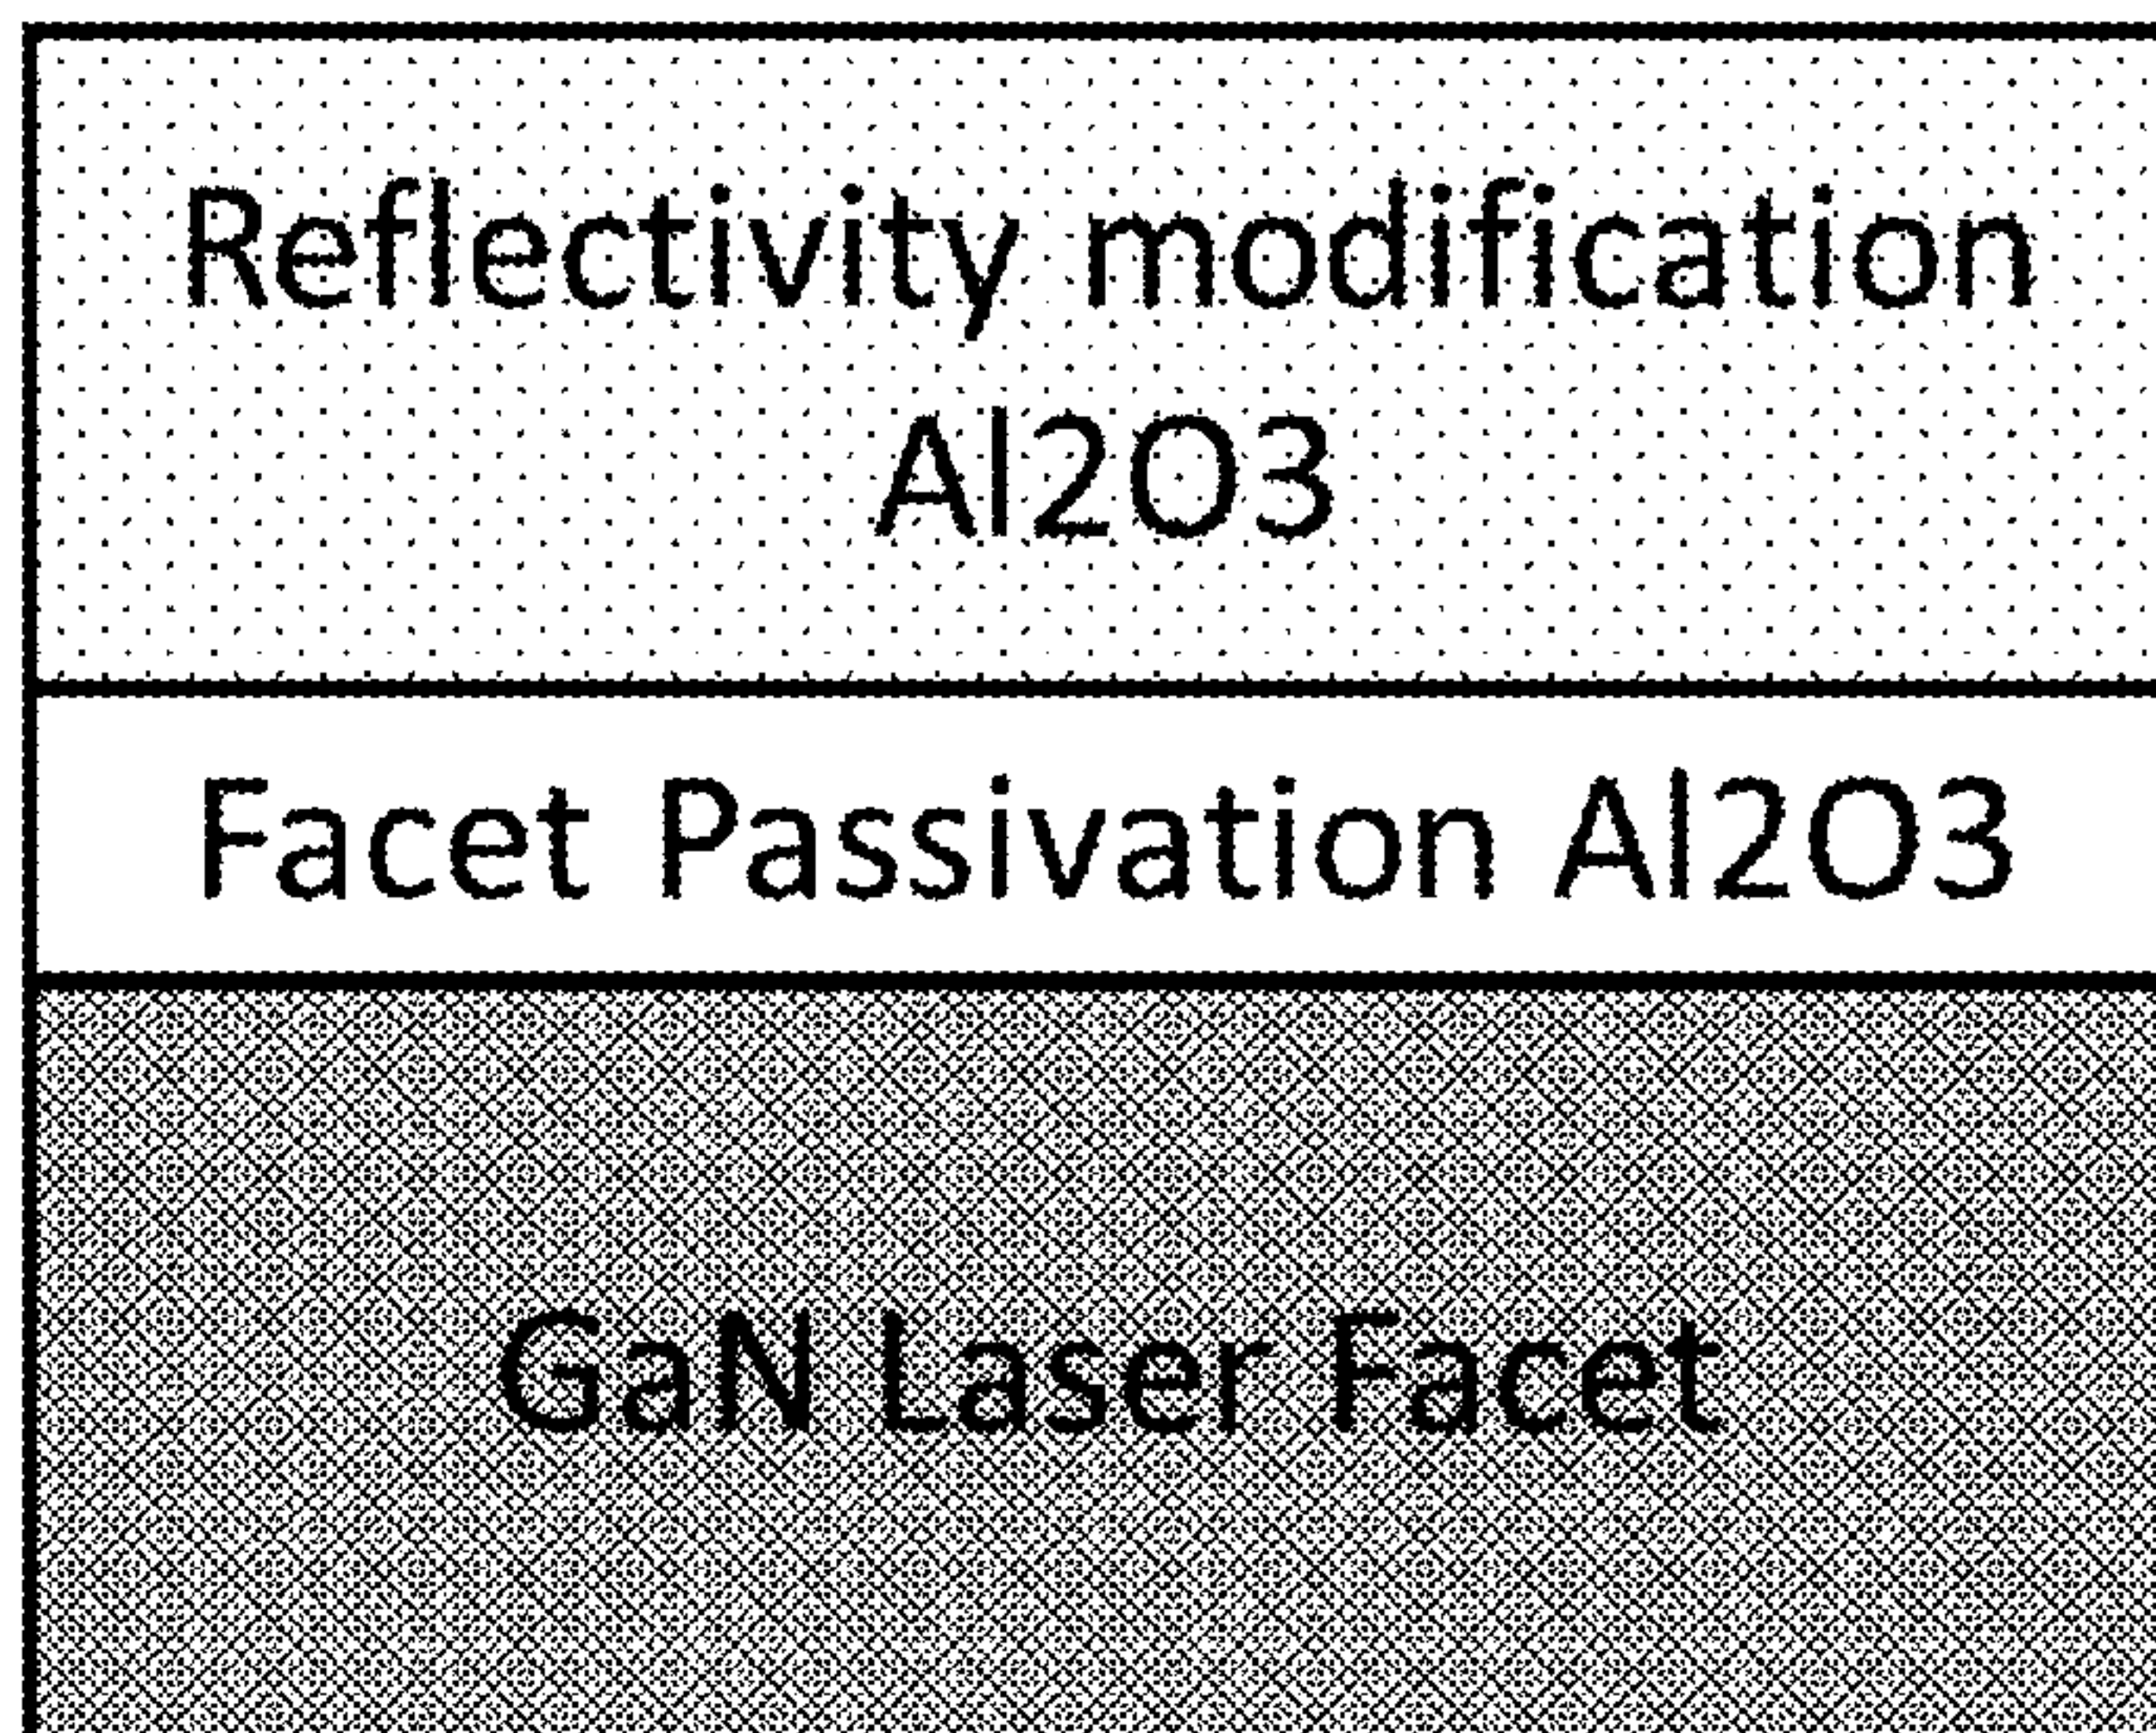 Reflectivity modification
Al2O3
Facet Passivation Al2O3
GaN Laser Facet